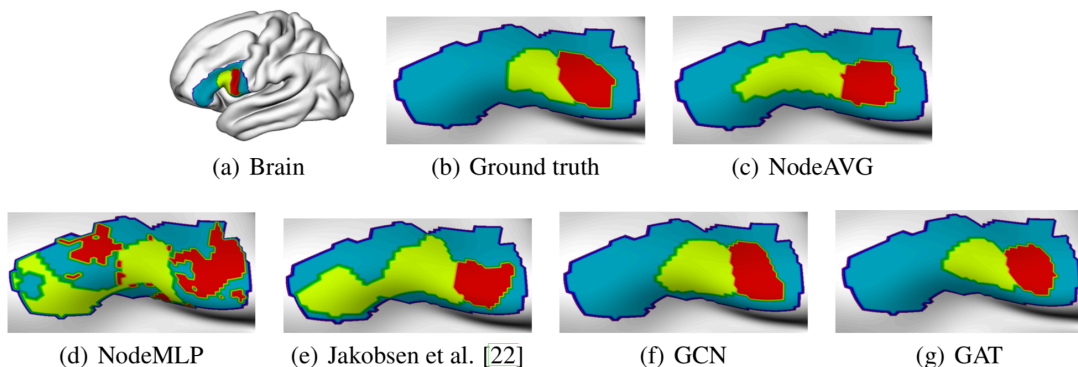 (a) Brain
(b) Ground truth
(c) NodeAVG
(d) NodeMLP
(e) Jakobsen et al. [22]
(f) GCN
(g) GAT